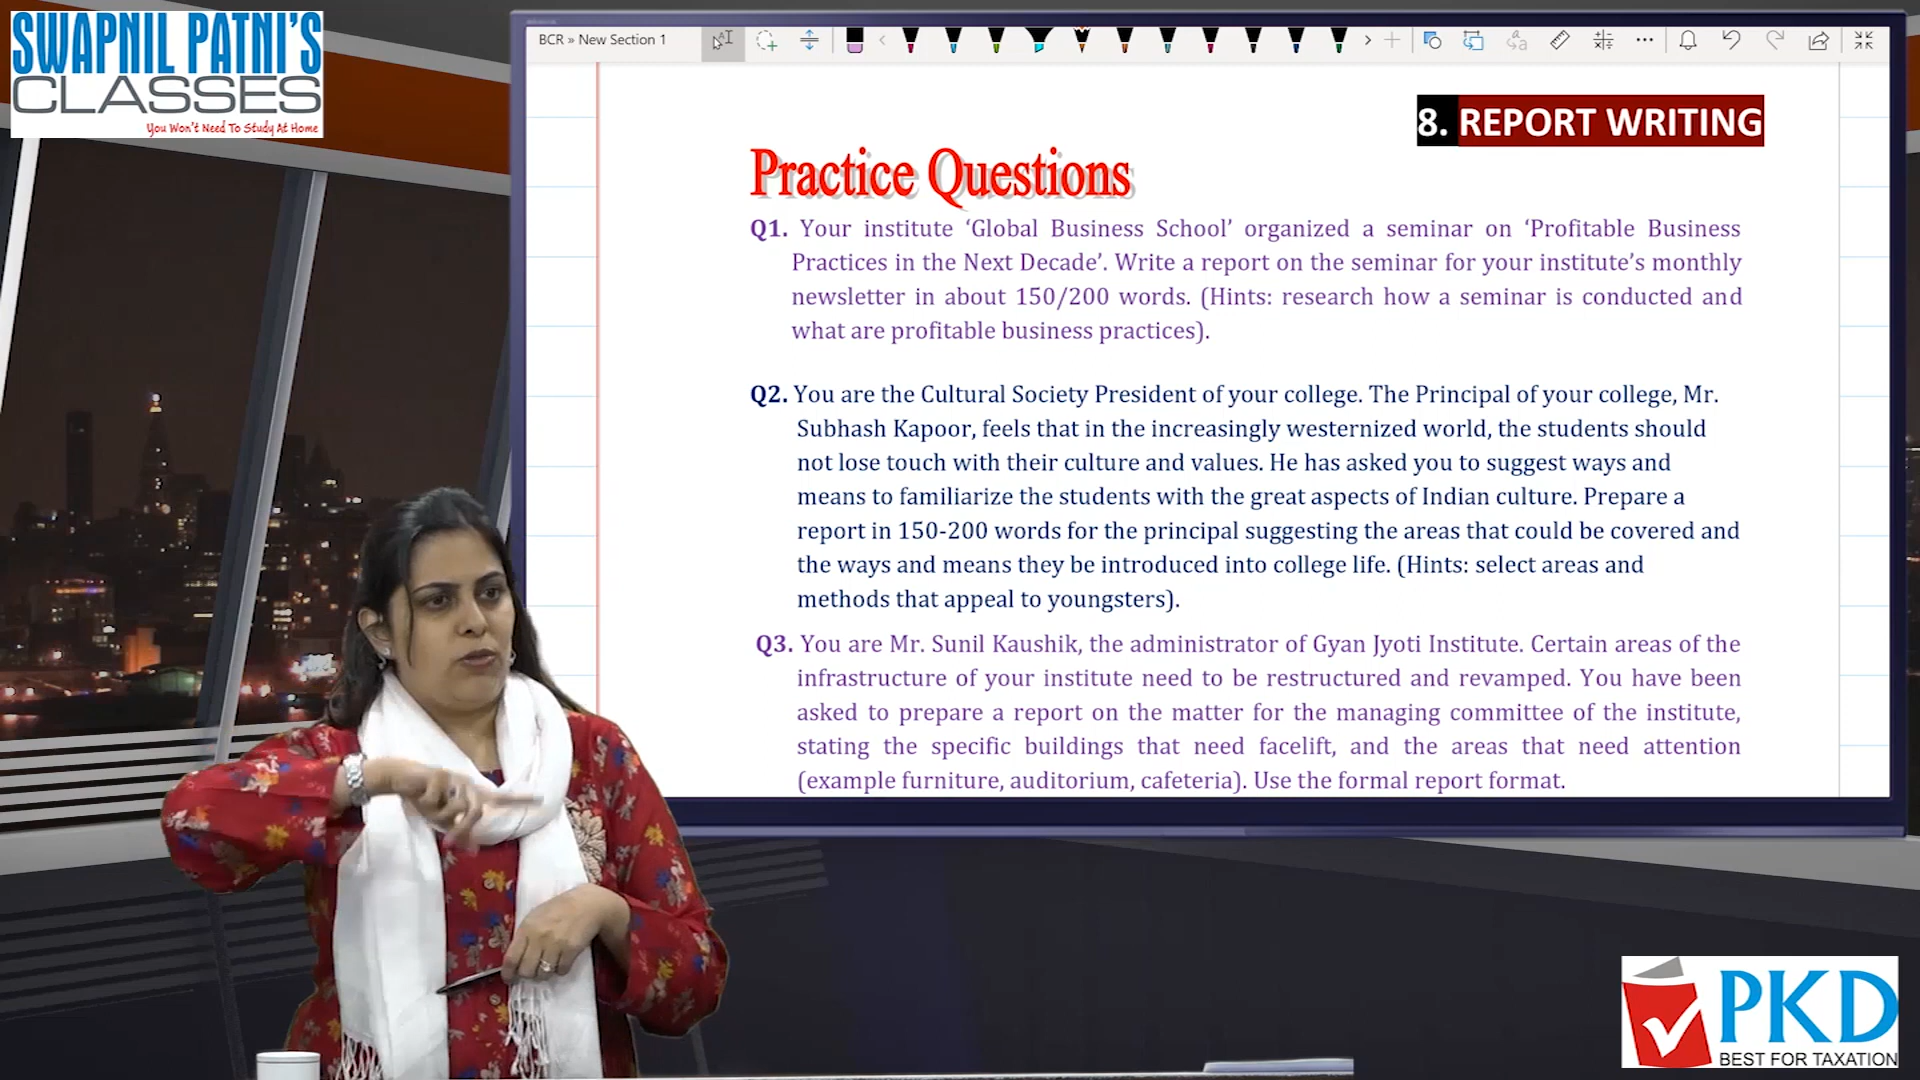 SWAPNIL PATNI'S
CLASSES
You Won't Need To Study At Home
BCR » New Section 1
8. REPORT WRITING
Practice Questions
Q1. Your institute ‘Global Business School’ organized a seminar on ‘Profitable Business
Practices in the Next Decade’. Write a report on the seminar for your institute’s monthly
newsletter in about 150/200 words. (Hints: research how a seminar is conducted and
what are profitable business practices).
Q2. You are the Cultural Society President of your college. The Principal of your college, Mr.
Subhash Kapoor, feels that in the increasingly westernized world, the students should
not lose touch with their culture and values. He has asked you to suggest ways and
means to familiarize the students with the great aspects of Indian culture. Prepare a
report in 150-200 words for the principal suggesting the areas that could be covered and
the ways and means they be introduced into college life. (Hints: select areas and
methods that appeal to youngsters).
Q3. You are Mr. Sunil Kaushik, the administrator of Gyan Jyoti Institute. Certain areas of the
infrastructure of your institute need to be restructured and revamped. You have been
asked to prepare a report on the matter for the managing committee of the institute,
stating the specific buildings that need facelift, and the areas that need attention
(example furniture, auditorium, cafeteria). Use the formal report format.
PKD
BEST FOR TAXATION